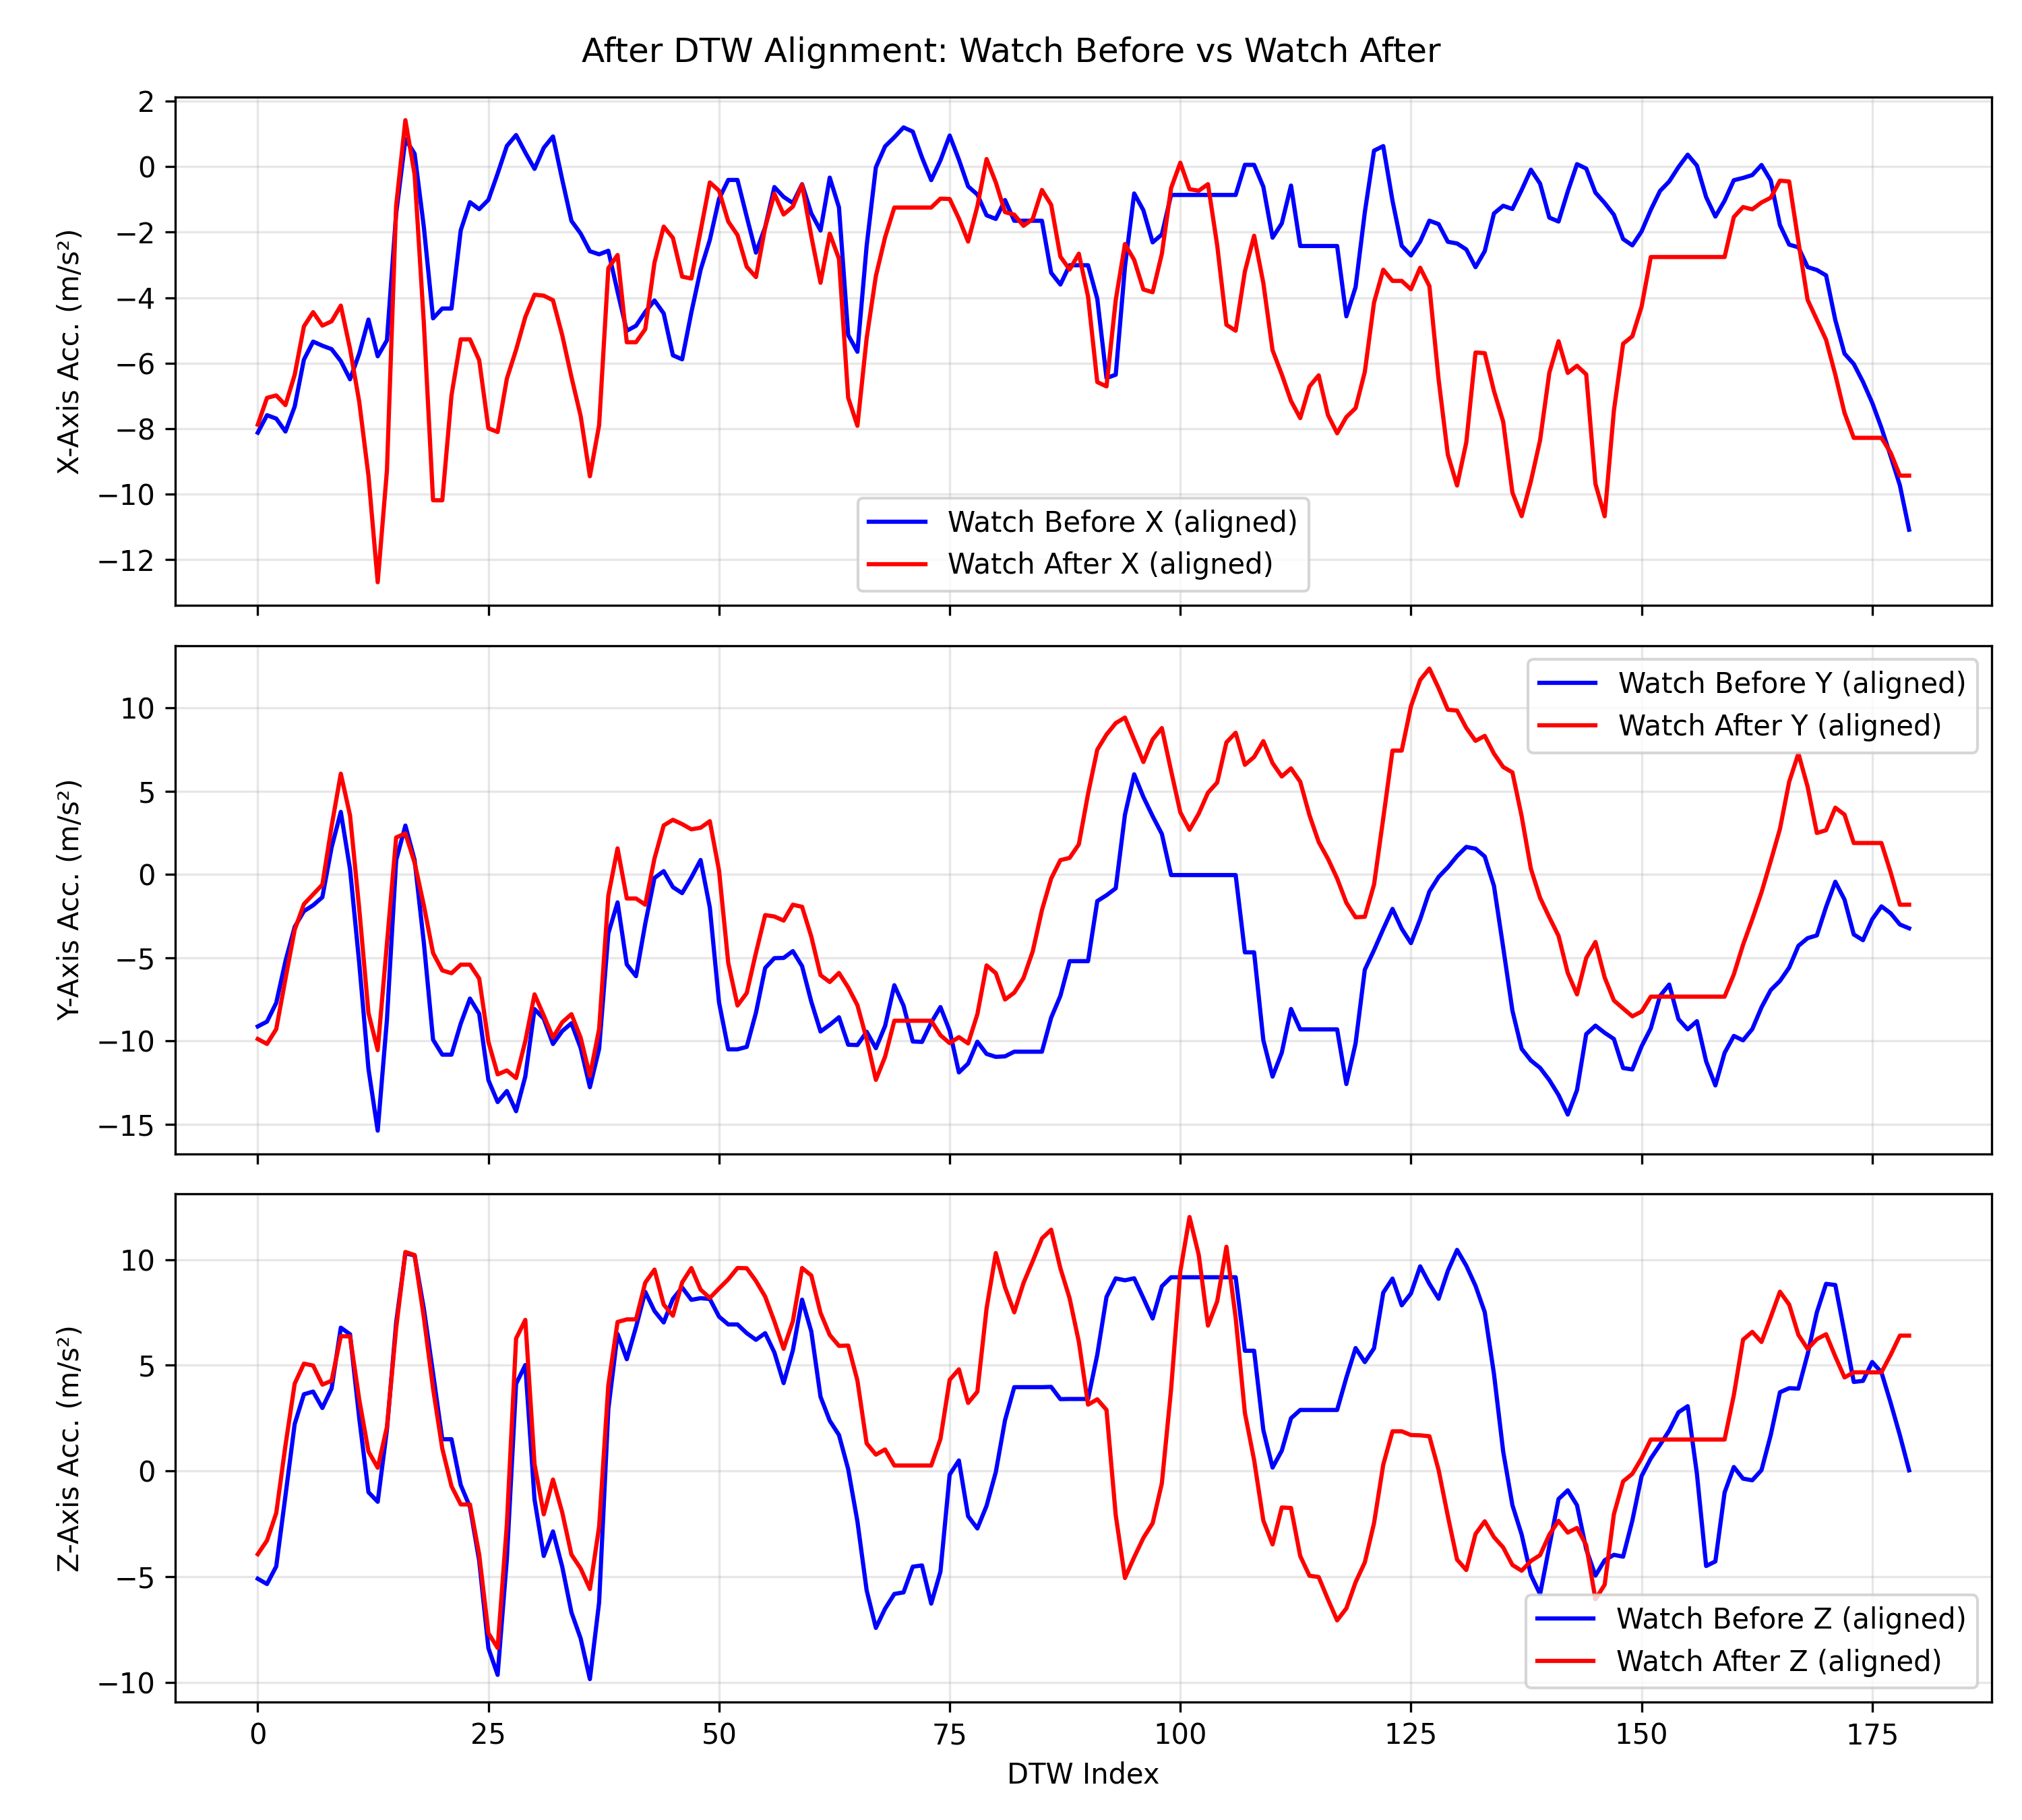 After DTW Alignment: Watch Before vs Watch After
2
0
−2
−4
−6
−8
−10
−12
X-Axis Acc. (m/s²)
Watch Before X (aligned)
Watch After X (aligned)
10
5
0
−5
−10
−15
Y-Axis Acc. (m/s²)
Watch Before Y (aligned)
Watch After Y (aligned)
10
5
0
−5
−10
Z-Axis Acc. (m/s²)
Watch Before Z (aligned)
Watch After Z (aligned)
0 25 50 75 100 125 150 175
DTW Index